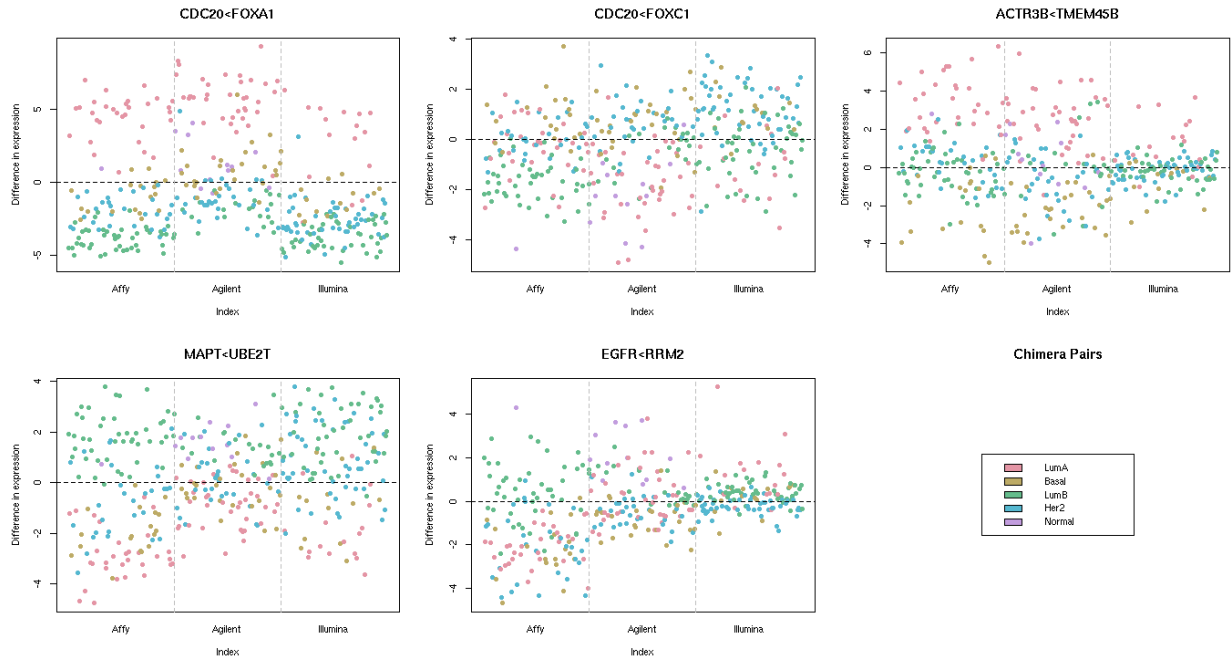 CDC20<FOXA1
CDC20<FOXC1
ACTR3B<TMEM45B
Difference in expression
5
0
-5
Affy
Agilent
Illumina
Index
Difference in expression
4
2
0
-2
-4
Affy
Agilent
Illumina
Index
Difference in expression
6
4
2
0
-2
-4
Affy
Agilent
Illumina
Index
MAPT<UBE2T
EGFR<RRM2
Chimera Pairs
Difference in expression
4
2
0
-2
-4
Affy
Agilent
Illumina
Index
Difference in expression
4
2
0
-2
-4
Affy
Agilent
Illumina
Index
LumA
Basal
LumB
Her2
Normal